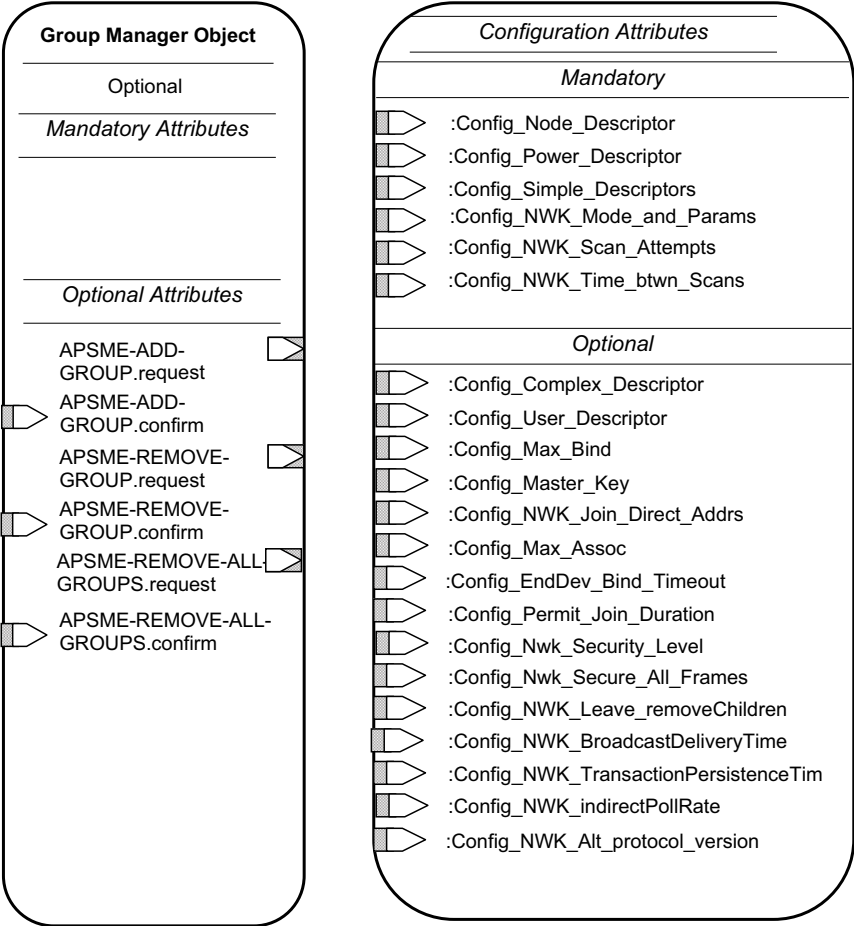 Group Manager Object
Optional
Mandatory Attributes
Optional Attributes
APSME-ADD-
GROUP.request
APSME-ADD-
GROUP.confirm
APSME-REMOVE-
GROUP.request
APSME-REMOVE-
GROUP.confirm
APSME-REMOVE-ALL-
GROUPS.request
APSME-REMOVE-ALL-
GROUPS.confirm
Configuration Attributes
Mandatory
:Config_Node_Descriptor
:Config_Power_Descriptor
:Config_Simple_Descriptors
:Config_NWK_Mode_and_Params
:Config_NWK_Scan_Attempts
:Config_NWK_Time_btwn_Scans
Optional
:Config_Complex_Descriptor
:Config_User_Descriptor
:Config_Max_Bind
:Config_Master_Key
:Config_NWK_Join_Direct_Addrs
:Config_Max_Assoc
:Config_EndDev_Bind_Timeout
:Config_Permit_Join_Duration
:Config_Nwk_Security_Level
:Config_Nwk_Secure_All_Frames
:Config_NWK_Leave_removeChildren
:Config_NWK_BroadcastDeliveryTime
:Config_NWK_TransactionPersistenceTim
:Config_NWK_indirectPollRate
:Config_NWK_Alt_protocol_version